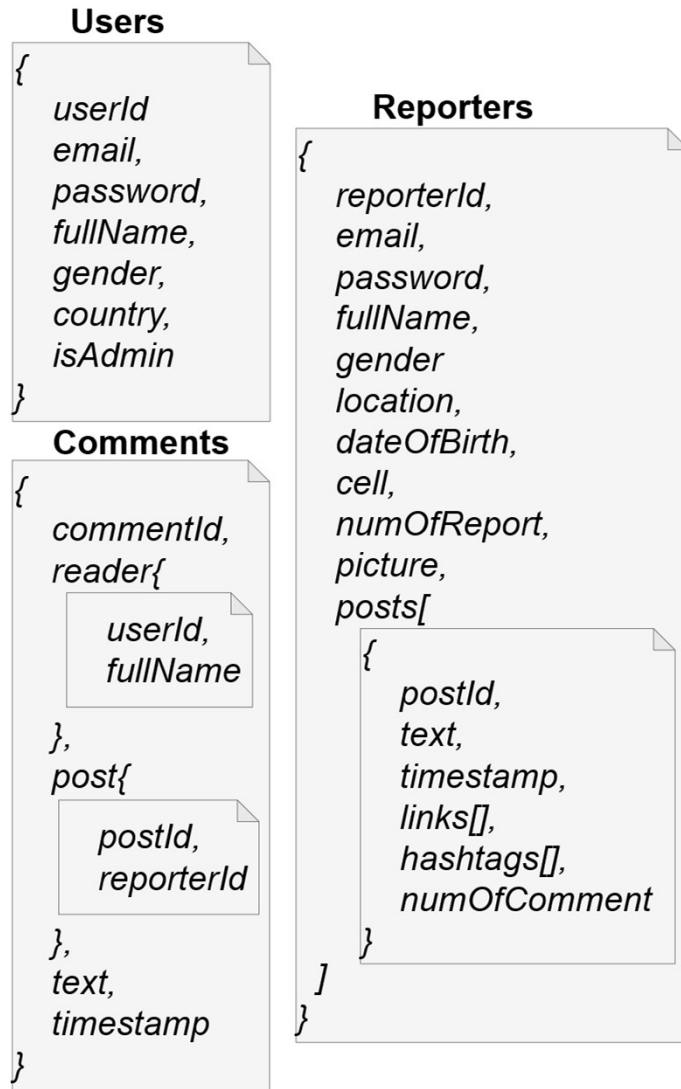 Users
{
userId
email,
password,
fullName,
gender,
country,
isAdmin
}
Comments
{
commentId,
reader{
userId,
fullName
},
post{
postId,
reporterId
},
text,
timestamp
}
Reporters
{
reporterId,
email,
password,
fullName,
gender
location,
dateOfBirth,
cell,
numOfReport,
picture,
posts[
{
postId,
text,
timestamp,
links[],
hashtags[],
numOfComment
}
]
}